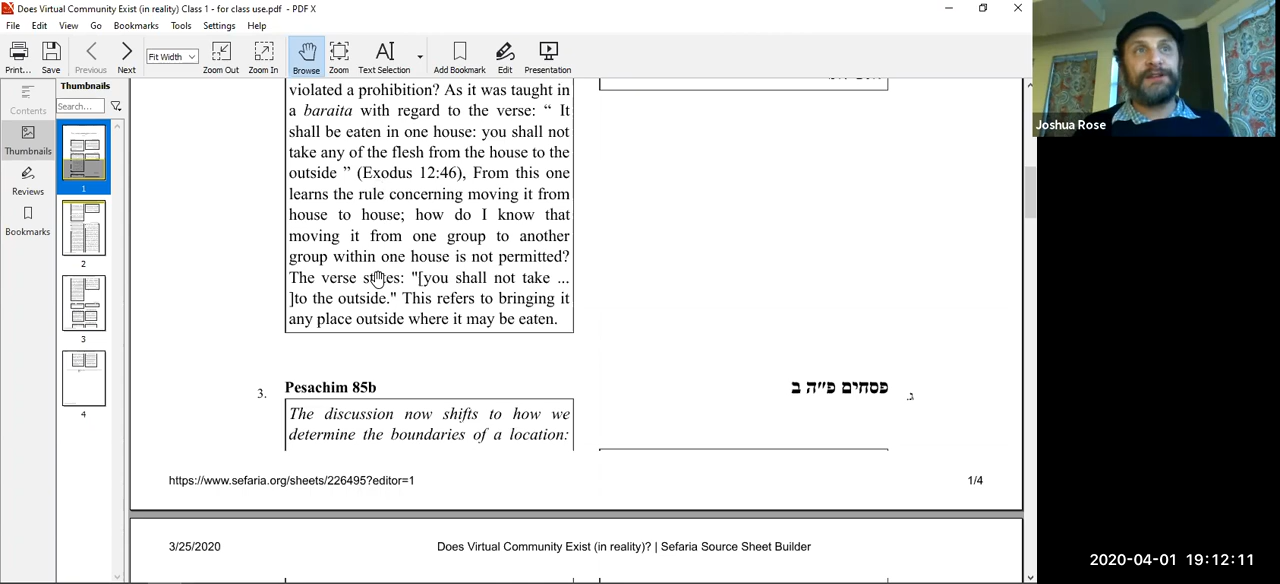 Does Virtual Community Exist (in reality) Class 1 - for class use.pdf - PDF X
File Edit View Go Bookmarks Tools Settings Help
Fit Width
Print... Save Previous Next Zoom Out Zoom In Browse Zoom Text Selection Add Bookmark Edit Presentation
Contents
Thumbnails
Reviews
Bookmarks
Thumbnails
Search...
1
2
3
4
violated a prohibition? As it was taught in
a baraita with regard to the verse: “ It
shall be eaten in one house: you shall not
take any of the flesh from the house to the
outside ” (Exodus 12:46), From this one
learns the rule concerning moving it from
house to house; how do I know that
moving it from one group to another
group within one house is not permitted?
The verse states: "[you shall not take ...
]to the outside." This refers to bringing it
any place outside where it may be eaten.
3. Pesachim 85b
פסחים פ״ה ב
ג.
The discussion now shifts to how we
determine the boundaries of a location:
https://www.sefaria.org/sheets/226495?editor=1
1/4
3/25/2020
Does Virtual Community Exist (in reality)? | Sefaria Source Sheet Builder
Joshua Rose
2020-04-01 19:12:11